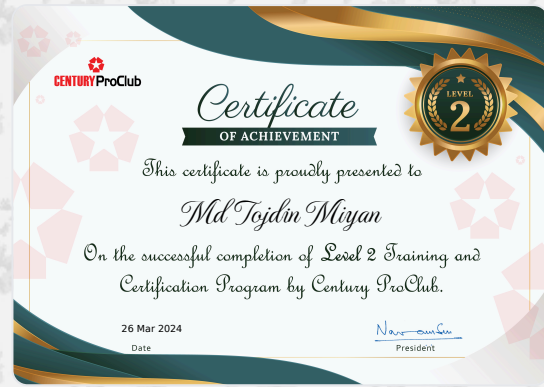 CENTURY ProClub
Certificate
OF ACHIEVEMENT
LEVEL
2
This certificate is proudly presented to
Md Tojdin Miyan
On the successful completion of Level 2 Training and
Certification Program by Century ProClub.
26 Mar 2024
Date
President